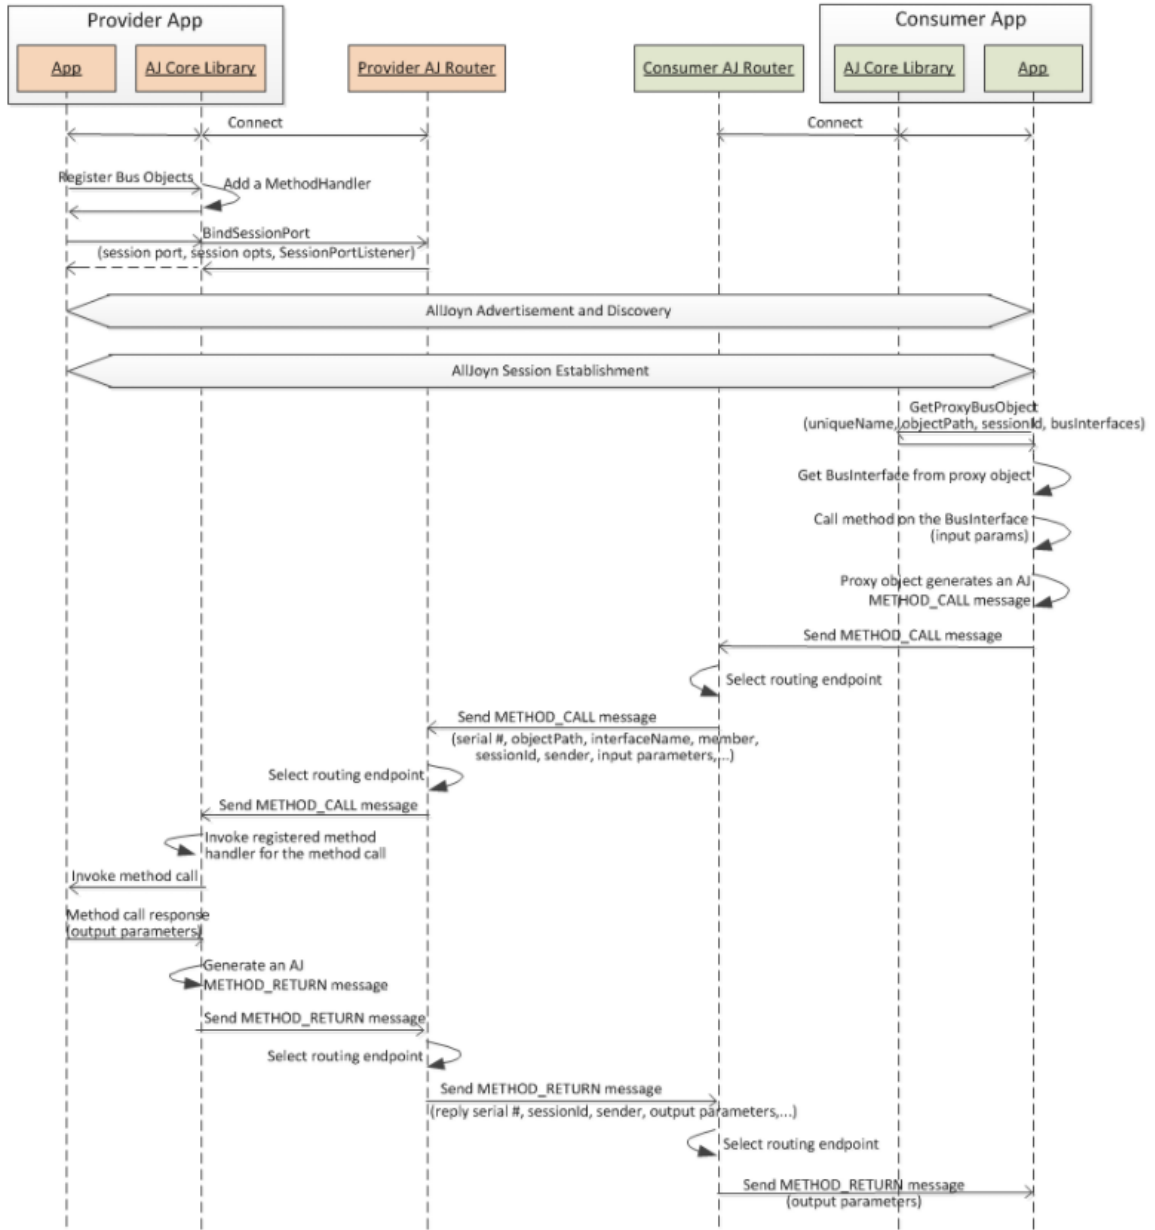 Provider App
Consumer App
App
AJ Core Library
Provider AJ Router
Consumer AJ Router
AJ Core Library
App
Connect
Connect
Register Bus Objects
Add a MethodHandler
BindSessionPort
(session port, session opts, SessionPortListener)
AllJoyn Advertisement and Discovery
AllJoyn Session Establishment
GetProxyBusObject
(uniqueName, objectPath, sessionId, busInterfaces)
Get BusInterface from proxy object
Call method on the BusInterface
(input params)
Proxy object generates an AJ
METHOD_CALL message
Send METHOD_CALL message
Select routing endpoint
Send METHOD_CALL message
(serial #, objectPath, interfaceName, member,
sessionId, sender, input parameters,...)
Select routing endpoint
Send METHOD_CALL message
Invoke registered method
handler for the method call
Invoke method call
Method call response
(output parameters)
Generate an AJ
METHOD_RETURN message
Send METHOD_RETURN message
Select routing endpoint
Send METHOD_RETURN message
(reply serial #, sessionId, sender, output parameters,...)
Select routing endpoint
Send METHOD_RETURN message
(output parameters)